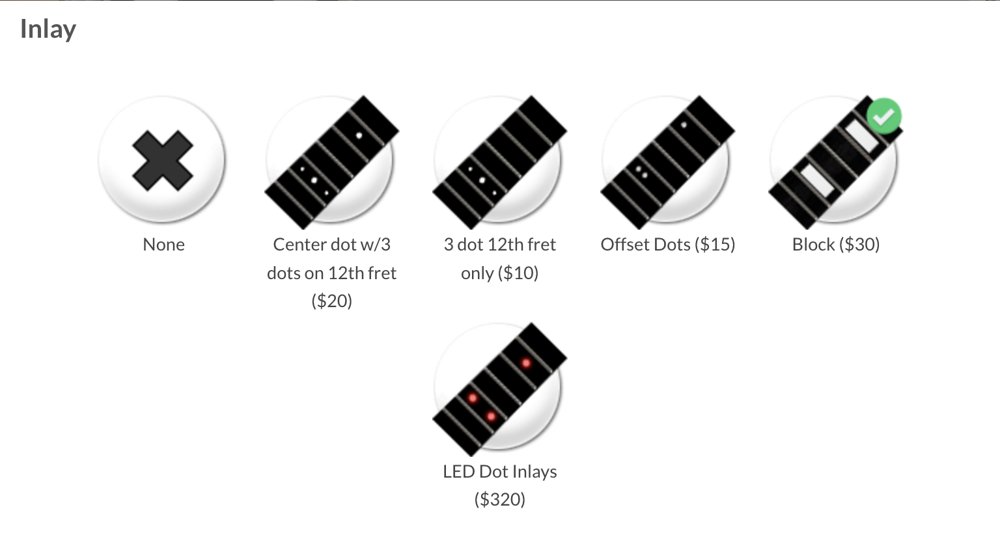 Inlay
None
Center dot w/3
dots on 12th fret
($20)
3 dot 12th fret
only ($10)
Offset Dots ($15)
Block ($30)
LED Dot Inlays
($320)